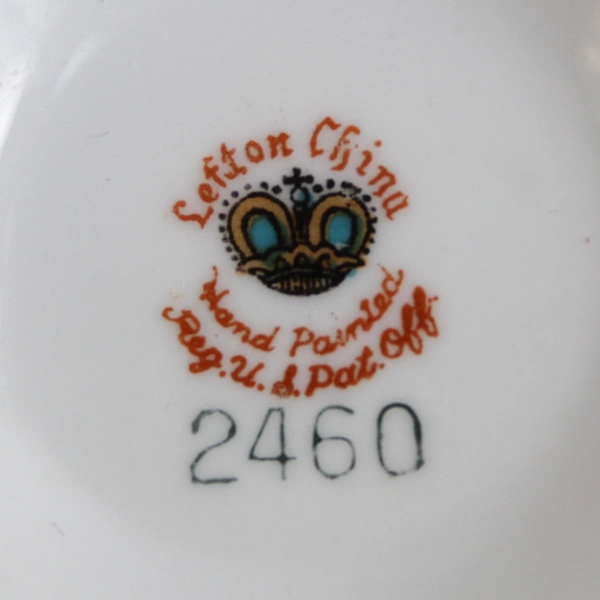 Lefton China
Hand Painted
Reg. U. S. Pat. Off.
2460